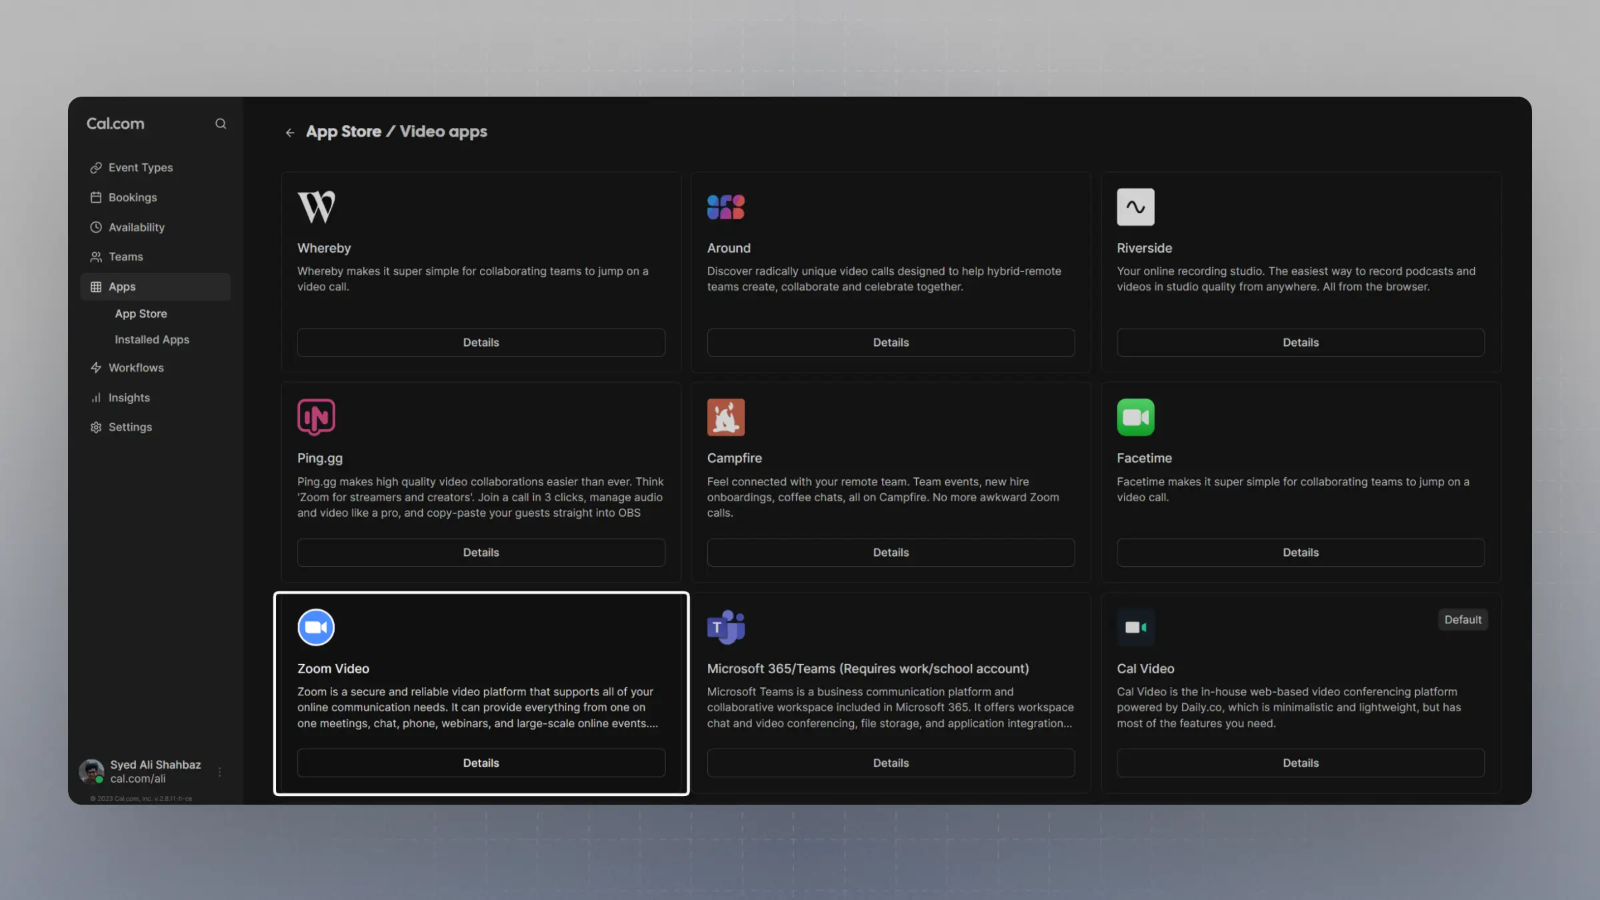 Cal.com
Event Types
Bookings
Availability
Teams
Apps
App Store
Installed Apps
Workflows
Insights
Settings
Syed Ali Shahbaz
cal.com/ali
© 2023 Cal.com, Inc.
App Store / Video apps
Whereby
Whereby makes it super simple for collaborating teams to jump on a
video call.
Details
Around
Discover radically unique video calls designed to help hybrid-remote
teams create, collaborate and celebrate together.
Details
Riverside
Your online recording studio. The easiest way to record podcasts and
videos in studio quality from anywhere. All from the browser.
Details
Ping.gg
Ping.gg makes high quality video collaborations easier than ever. Think
'Zoom for streamers and creators'. Join a call in 3 clicks, manage audio
and video like a pro, and copy-paste your guests straight into OBS
Details
Campfire
Feel connected with your remote team. Team events, new hire
onboardings, coffee chats, all on Campfire. No more awkward Zoom
calls.
Details
Facetime
Facetime makes it super simple for collaborating teams to jump on a
video call.
Details
Zoom Video
Zoom is a secure and reliable video platform that supports all of your
online communication needs. It can provide everything from one on
one meetings, chat, phone, webinars, and large-scale online events....
Details
T
Microsoft 365/Teams (Requires work/school account)
Microsoft Teams is a business communication platform and
collaborative workspace included in Microsoft 365. It offers workspace
chat and video conferencing, file storage, and application integration...
Details
Default
Cal Video
Cal Video is the in-house web-based video conferencing platform
powered by Daily.co, which is minimalistic and lightweight, but has
most of the features you need.
Details